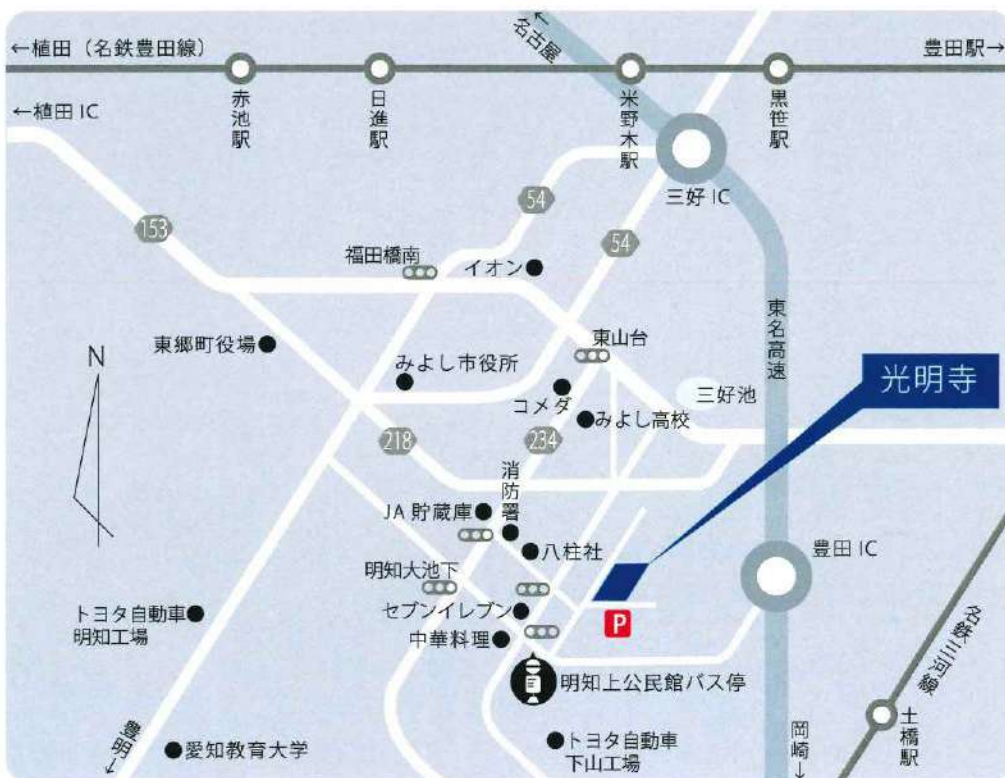 ←名古屋
←植田（名鉄豊田線）
豊田駅→
赤池駅
日進駅
米野木駅
黒笹駅
←植田 IC
三好 IC
54
153
54
福田橋南
イオン
東名高速
東郷町役場
みよし市役所
東山台
光明寺
コメダ
三好池
みよし高校
218
234
消防署
JA 貯蔵庫
八柱社
豊田 IC
明知大池下
セブンイレブン
トヨタ自動車
明知工場
P
中華料理
名鉄三河線
明知上公民館バス停
土橋駅
豊明←
愛知教育大学
トヨタ自動車
下山工場
岡崎→
N